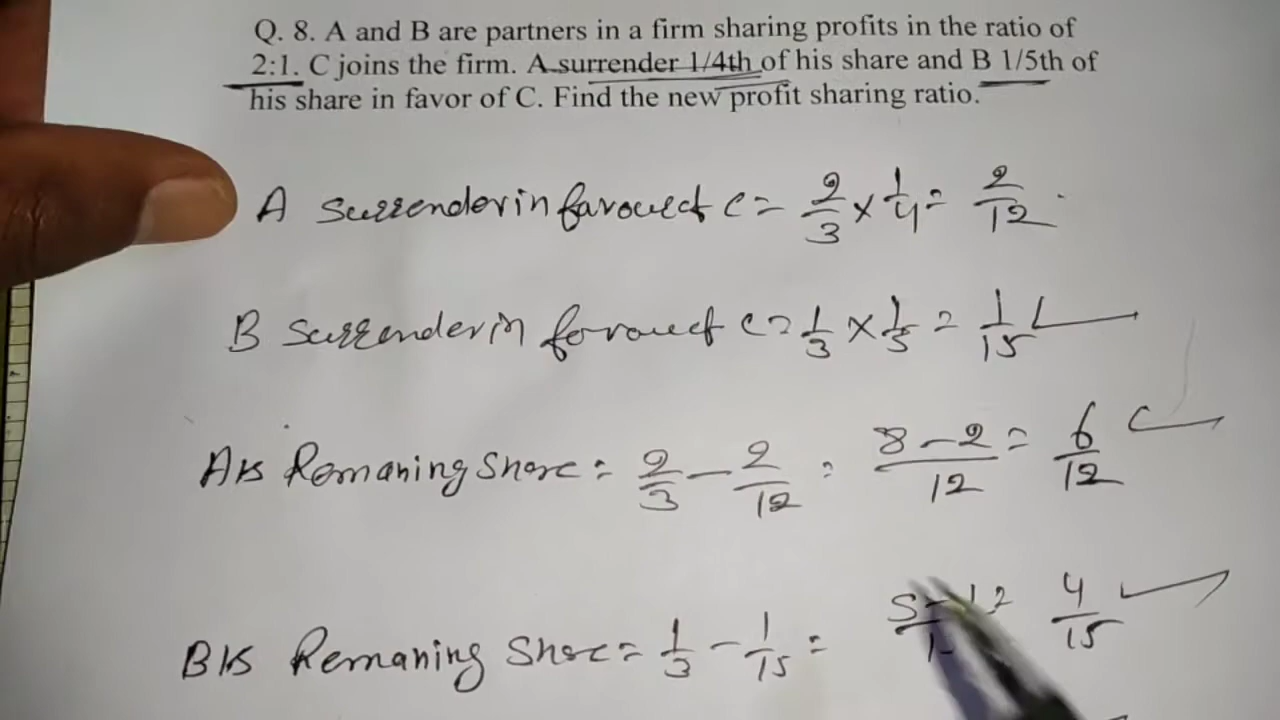 Q. 8. A and B are partners in a firm sharing profits in the ratio of
2:1. C joins the firm. A surrender 1/4th of his share and B 1/5th of
his share in favor of C. Find the new profit sharing ratio.
A surrender in favour of C = 2/3 × 1/4 = 2/12
B surrender in favour of C = 1/3 × 1/5 = 1/15
A's Remaning Share = 2/3 - 2/12 = 8-2/12 = 6/12
B's Remaning Share = 1/3 - 1/15 = 5-1 = 4/15